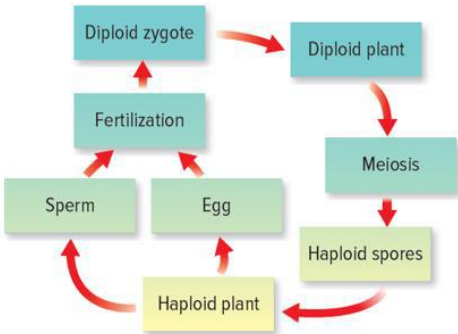 Diploid zygote
Diploid plant
Fertilization
Meiosis
Sperm
Egg
Haploid spores
Haploid plant